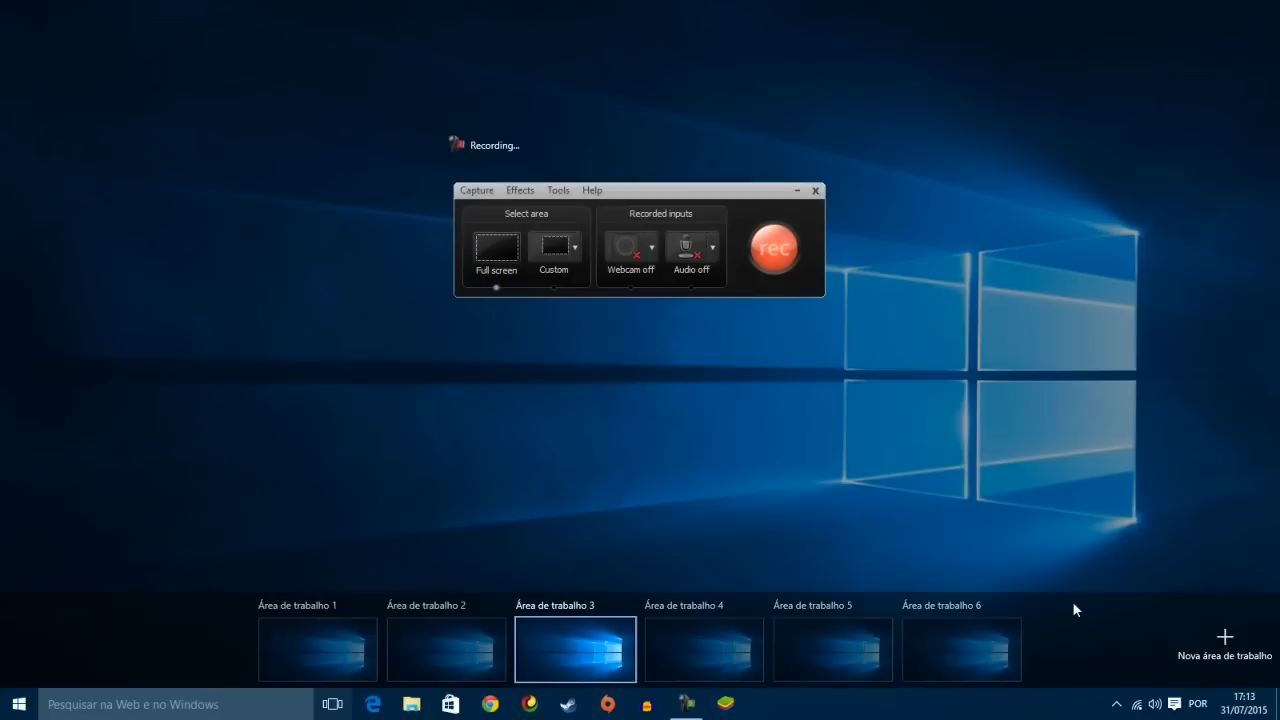 Recording...
Capture Effects Tools Help
Select area
Recorded inputs
rec
Full screen
Custom
Webcam off
Audio off
Área de trabalho 1
Área de trabalho 2
Área de trabalho 3
Área de trabalho 4
Área de trabalho 5
Área de trabalho 6
Nova área de trabalho
Pesquisar na Web e no Windows
POR
17:13
31/07/2015